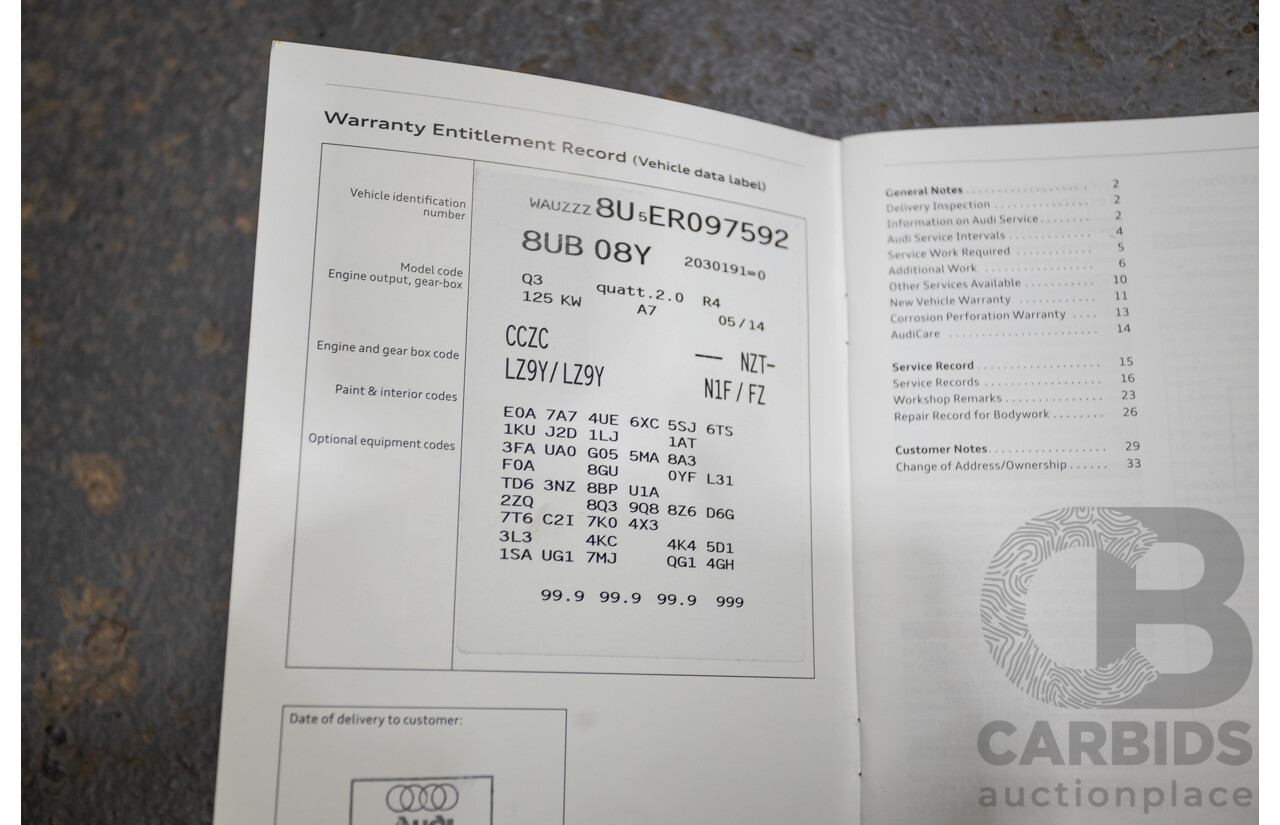 Warranty Entitlement Record (Vehicle data label)
Vehicle identification number
WAUZZZ 8U 5 ER097592
Model code
8UB 08Y 2030191=0
Engine output, gear-box
Q3 quatt.2.0 R4
125 KW A7 05/14
Engine and gear box code
CCZC --- NZT-
Paint & interior codes
LZ9Y/LZ9Y N1F / FZ
Optional equipment codes
E0A 7A7 4UE 6XC 5SJ 6TS
1KU J2D 1LJ 1AT
3FA UA0 G05 5MA 8A3
F0A 8GU 0YF L31
TD6 3NZ 8BP U1A
2ZQ 8Q3 9Q8 8Z6 D6G
7T6 C2I 7K0 4X3
3L3 4KC 4K4 5D1
1SA UG1 7MJ QG1 4GH
99.9 99.9 99.9 999
Date of delivery to customer:
Audi
General Notes . . . . . . . . . . . . . . . . . . 2
Delivery Inspection . . . . . . . . . . . . . . 2
Information on Audi Service . . . . . . . 2
Audi Service Intervals . . . . . . . . . . . . 4
Service Work Required . . . . . . . . . . . 5
Additional Work . . . . . . . . . . . . . . . . 6
Other Services Available . . . . . . . . . . 10
New Vehicle Warranty . . . . . . . . . . . 11
Corrosion Perforation Warranty . . . . 13
AudiCare . . . . . . . . . . . . . . . . . . . . . . 14
Service Record . . . . . . . . . . . . . . . . . 15
Service Records . . . . . . . . . . . . . . . . 16
Workshop Remarks . . . . . . . . . . . . . 23
Repair Record for Bodywork . . . . . . . 26
Customer Notes. . . . . . . . . . . . . . . . . 29
Change of Address/Ownership . . . . . . 33
CB
CARBIDS
auctionplace